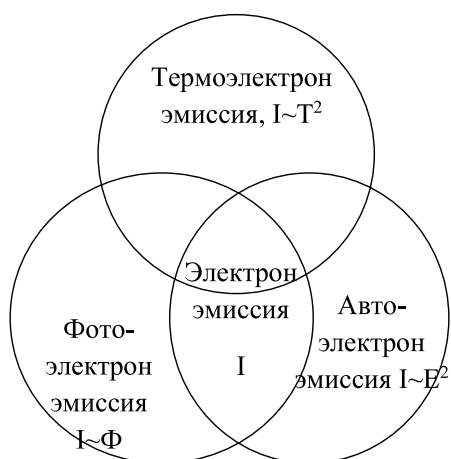 Термоэлектрон
эмиссия, I~T²
Электрон
эмиссия
I
Фото-
электрон
эмиссия
I~Ф
Авто-
электрон
эмиссия I~E²